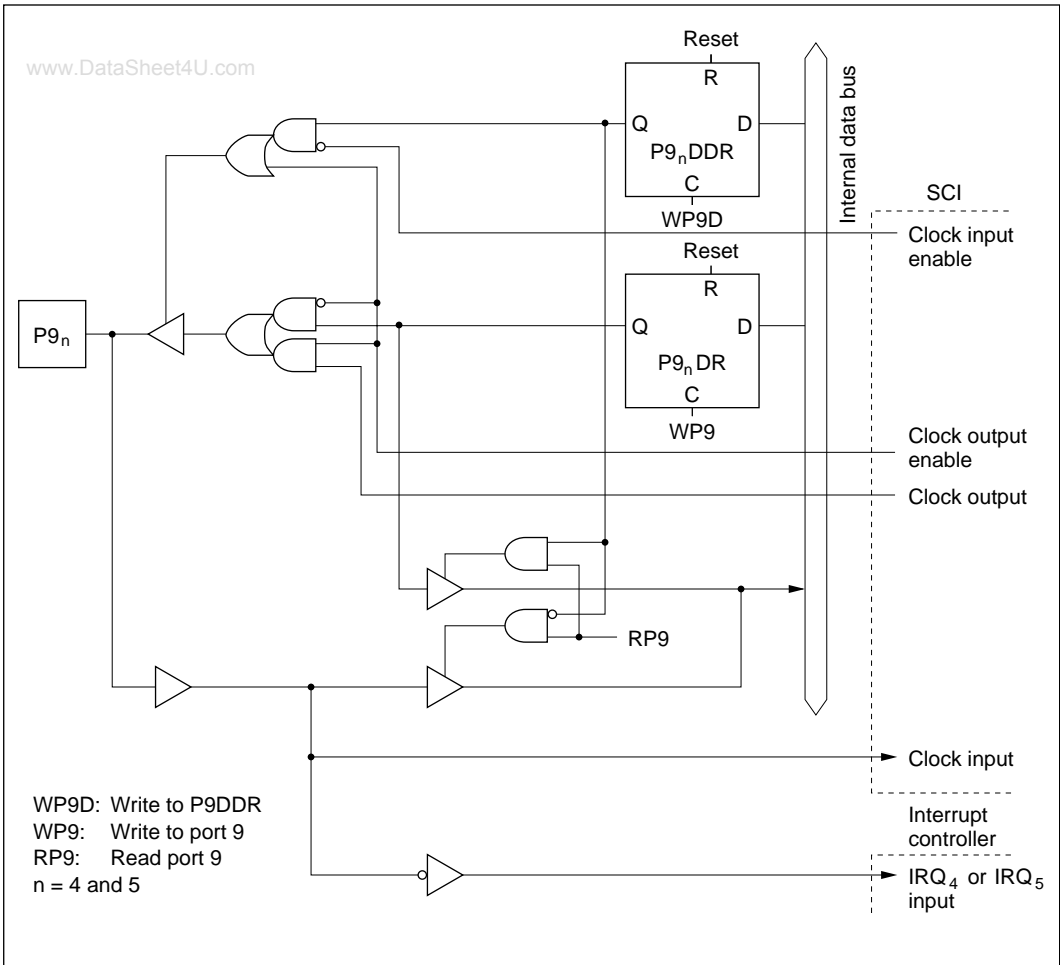 www.DataSheet4U.com
Reset
R
Q
D
P9nDDR
C
WP9D
Internal data bus
SCI
Clock input
enable
Reset
R
Q
D
P9nDR
C
WP9
P9n
Clock output
enable
Clock output
RP9
Clock input
WP9D: Write to P9DDR
WP9: Write to port 9
RP9: Read port 9
n = 4 and 5
Interrupt
controller
IRQ4 or IRQ5
input